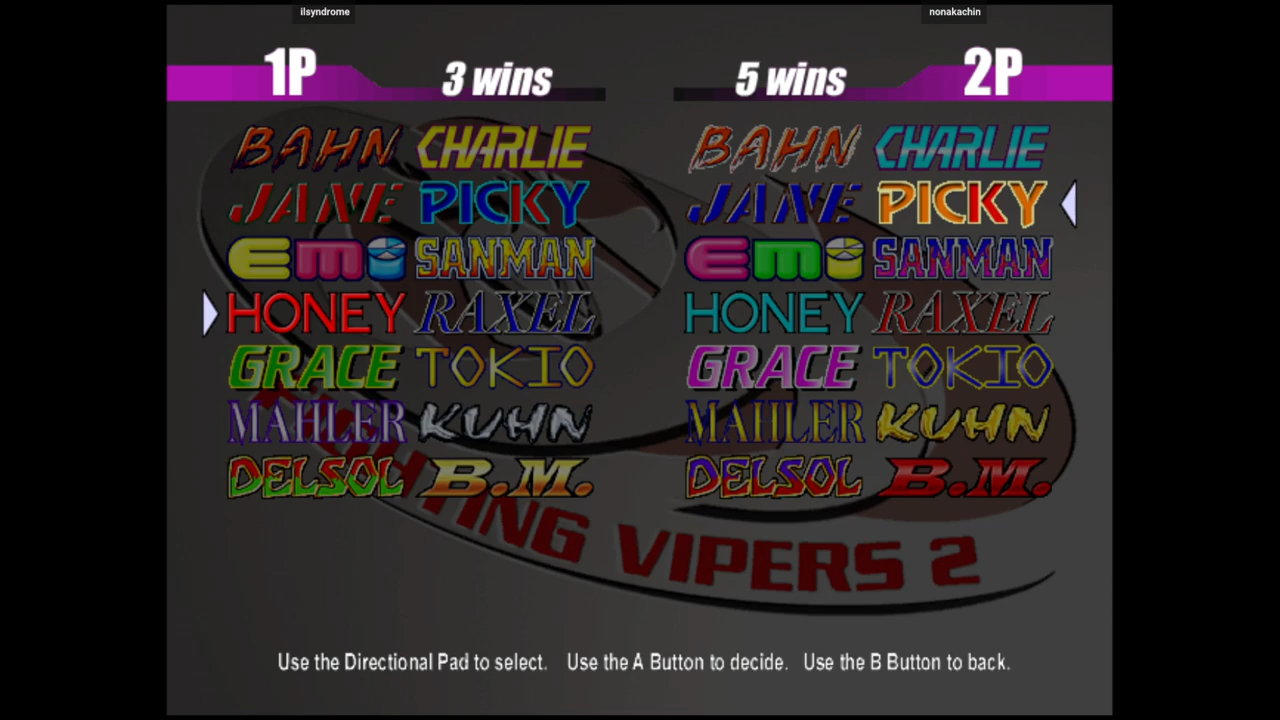 ilsyndrome nonakachin
1P 3 wins 5 wins 2P
BAHN CHARLIE BAHN CHARLIE
JANE PICKY JANE PICKY
emi SANMAN emi SANMAN
HONEY RAXEL HONEY RAXEL
GRACE TOKIO GRACE TOKIO
MAHLER KUHN MAHLER KUHN
DELSOL B.M. DELSOL B.M.
FIGHTING VIPERS 2
Use the Directional Pad to select. Use the A Button to decide. Use the B Button to back.